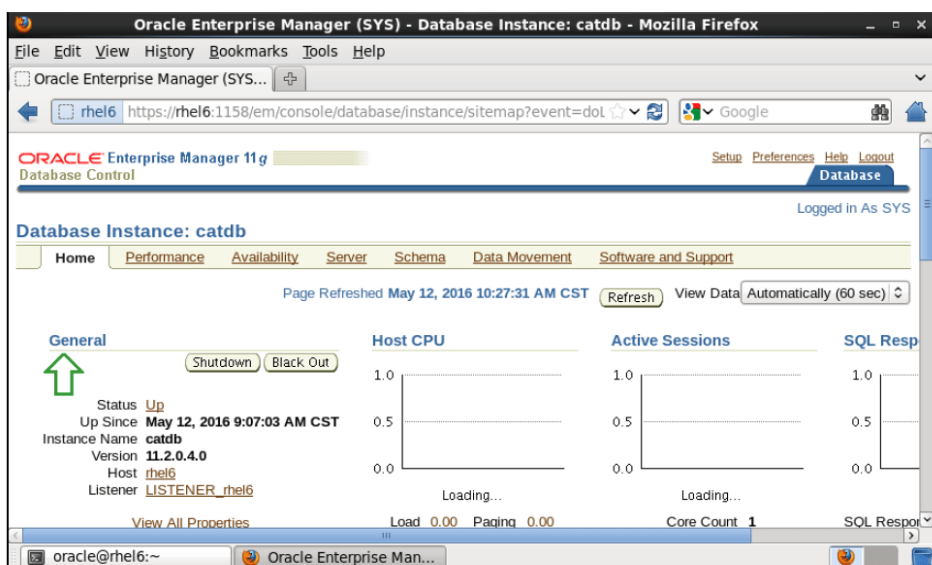 Oracle Enterprise Manager (SYS) - Database Instance: catdb - Mozilla Firefox
File Edit View History Bookmarks Tools Help
Oracle Enterprise Manager (SYS...
rhel6 https://rhel6:1158/em/console/database/instance/sitemap?event=doL Google
ORACLE Enterprise Manager 11g
Database Control
Setup Preferences Help Logout
Database
Logged in As SYS
Database Instance: catdb
Home Performance Availability Server Schema Data Movement Software and Support
Page Refreshed May 12, 2016 10:27:31 AM CST Refresh View Data Automatically (60 sec)
General
Shutdown Black Out
Status Up
Up Since May 12, 2016 9:07:03 AM CST
Instance Name catdb
Version 11.2.0.4.0
Host rhel6
Listener LISTENER_rhel6
View All Properties
Host CPU
1.0
0.5
0.0
Loading...
Load 0.00 Paging 0.00
Active Sessions
1.0
0.5
0.0
Loading...
Core Count 1
SQL Resp
1.0
0.5
0.0
SQL Respor
oracle@rhel6:~ Oracle Enterprise Man...